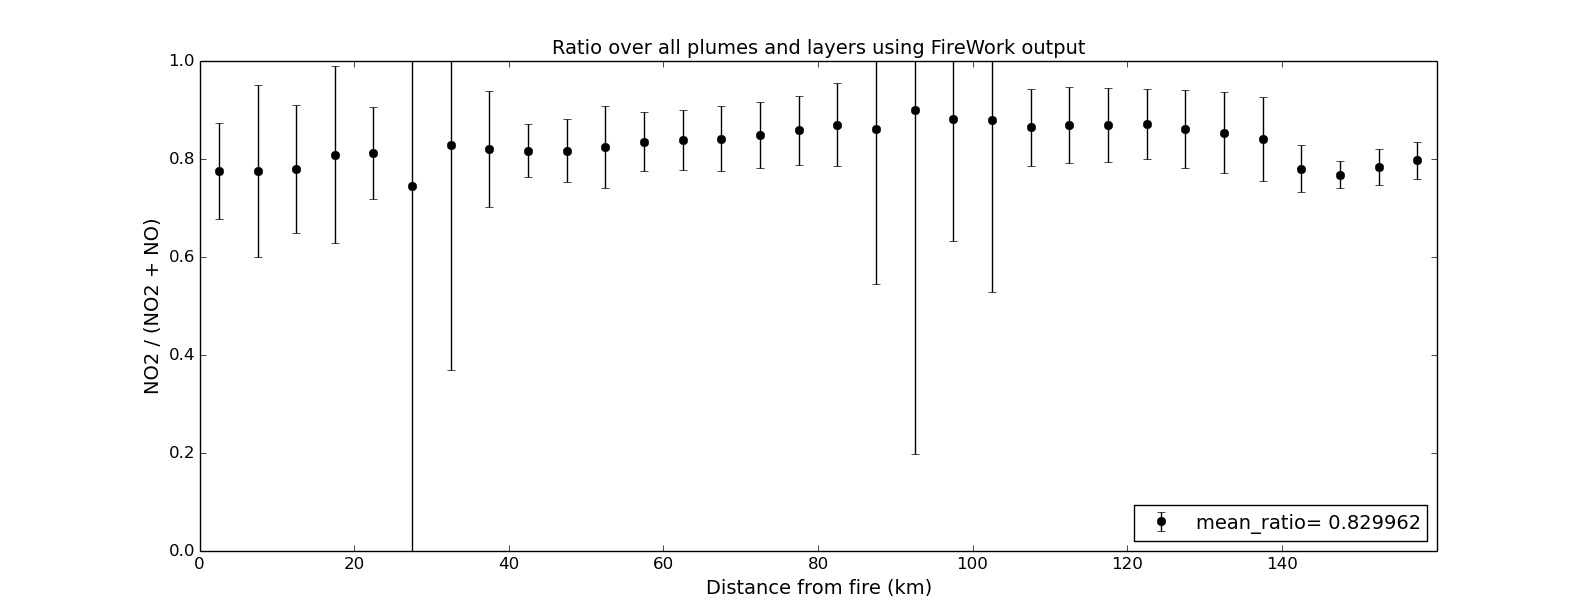 Ratio over all plumes and layers using FireWork output
1.0
0.8
0.6
0.4
0.2
0.0
NO2 / (NO2 + NO)
mean_ratio= 0.829962
0 20 40 60 80 100 120 140
Distance from fire (km)